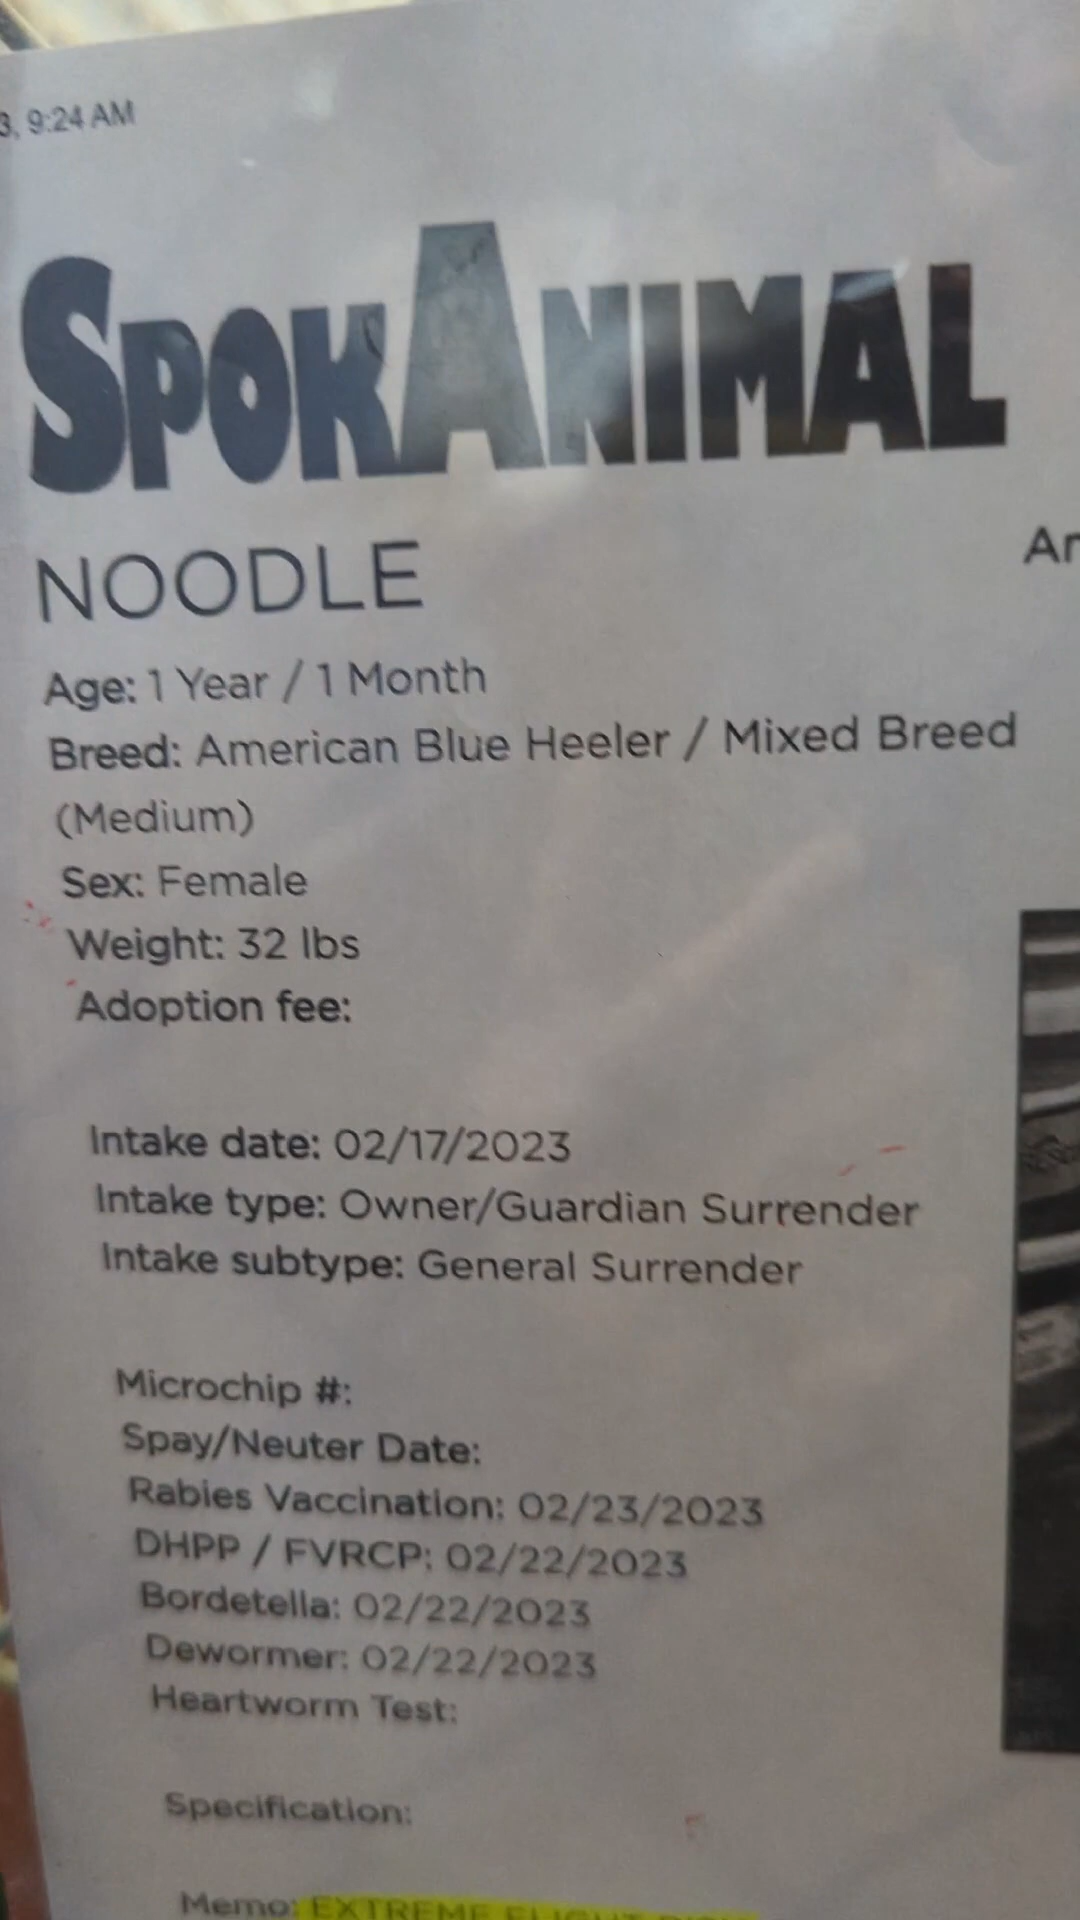 3, 9:24 AM
SPOKANIMAL
NOODLE
Ar
Age: 1 Year / 1 Month
Breed: American Blue Heeler / Mixed Breed
(Medium)
Sex: Female
Weight: 32 lbs
Adoption fee:
Intake date: 02/17/2023
Intake type: Owner/Guardian Surrender
Intake subtype: General Surrender
Microchip #:
Spay/Neuter Date:
Rabies Vaccination: 02/23/2023
DHPP / FVRCP: 02/22/2023
Bordetella: 02/22/2023
Dewormer: 02/22/2023
Heartworm Test:
Specification:
Memo: EXTREME FLIGHT RISK